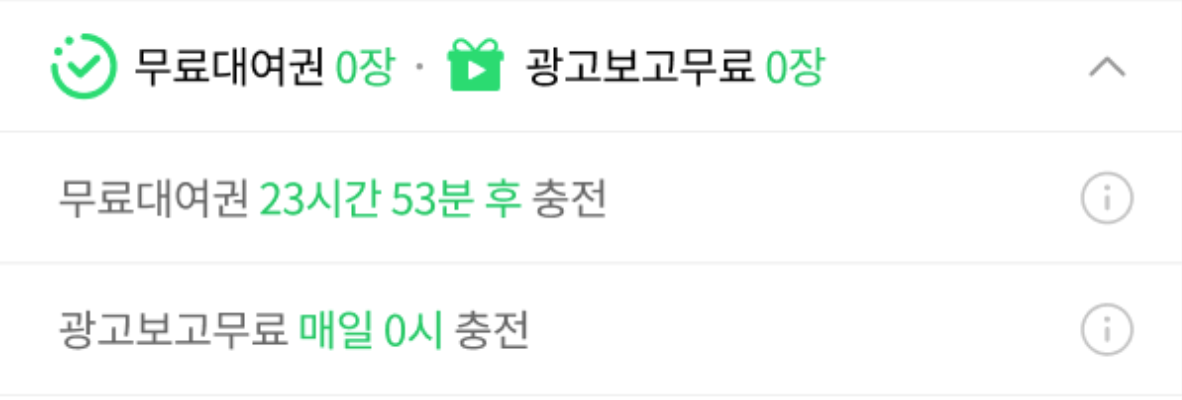 무료대여권 0장 · 광고보고무료 0장
무료대여권 23시간 53분 후 충전
광고보고무료 매일 0시 충전